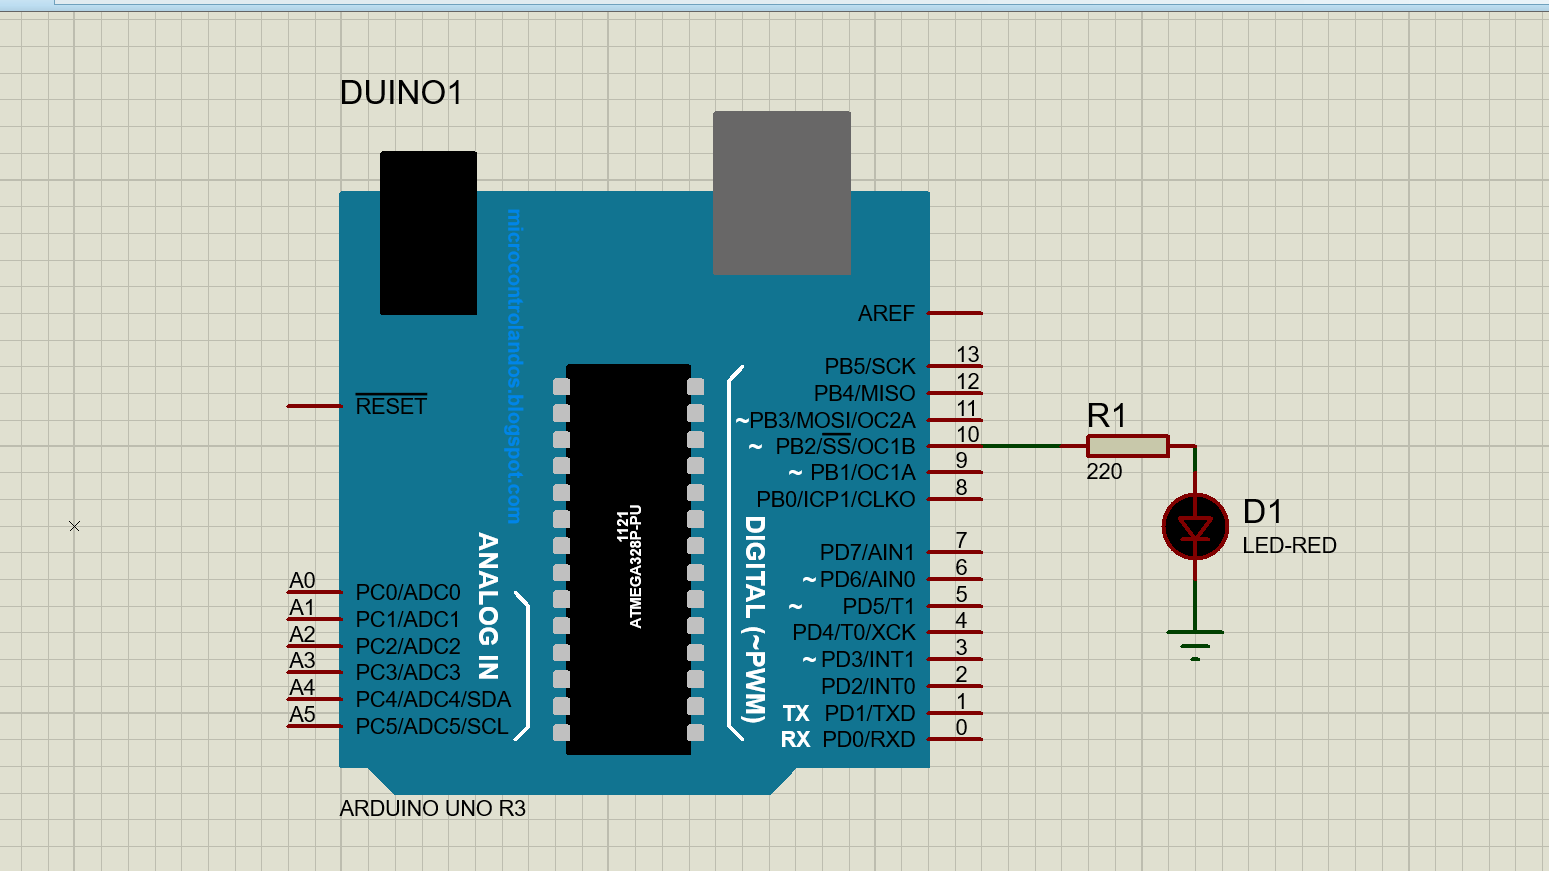 DUINO1
microcontrolandos.blogspot.com
AREF
PB5/SCK 13
PB4/MISO 12
~PB3/MOSI/OC2A 11
~ PB2/SS/OC1B 10
~ PB1/OC1A 9
PB0/ICP1/CLKO 8
RESET
R1
220
D1
LED-RED
1121
ATMEGA328P-PU
DIGITAL (~PWM)
PD7/AIN1 7
~ PD6/AIN0 6
~ PD5/T1 5
PD4/T0/XCK 4
~ PD3/INT1 3
PD2/INT0 2
TX PD1/TXD 1
RX PD0/RXD 0
ANALOG IN
A0 PC0/ADC0
A1 PC1/ADC1
A2 PC2/ADC2
A3 PC3/ADC3
A4 PC4/ADC4/SDA
A5 PC5/ADC5/SCL
ARDUINO UNO R3